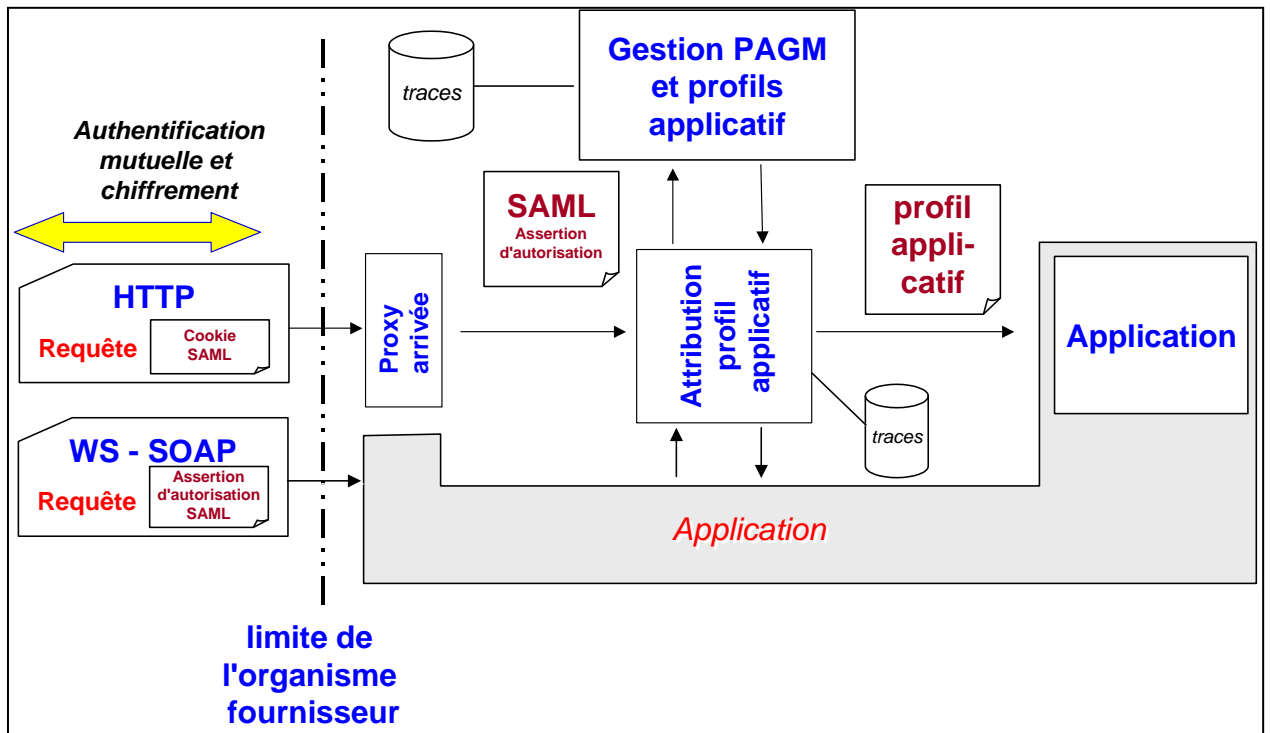 Gestion PAGM
et profils
applicatif
traces
Authentification
mutuelle et
chiffrement
SAML
Assertion
d'autorisation
profil
appli-
catif
HTTP
Requête
Cookie
SAML
Proxy
arrivée
Attribution
profil
applicatif
Application
WS - SOAP
Requête
Assertion
d'autorisation
SAML
traces
Application
limite de
l'organisme
fournisseur